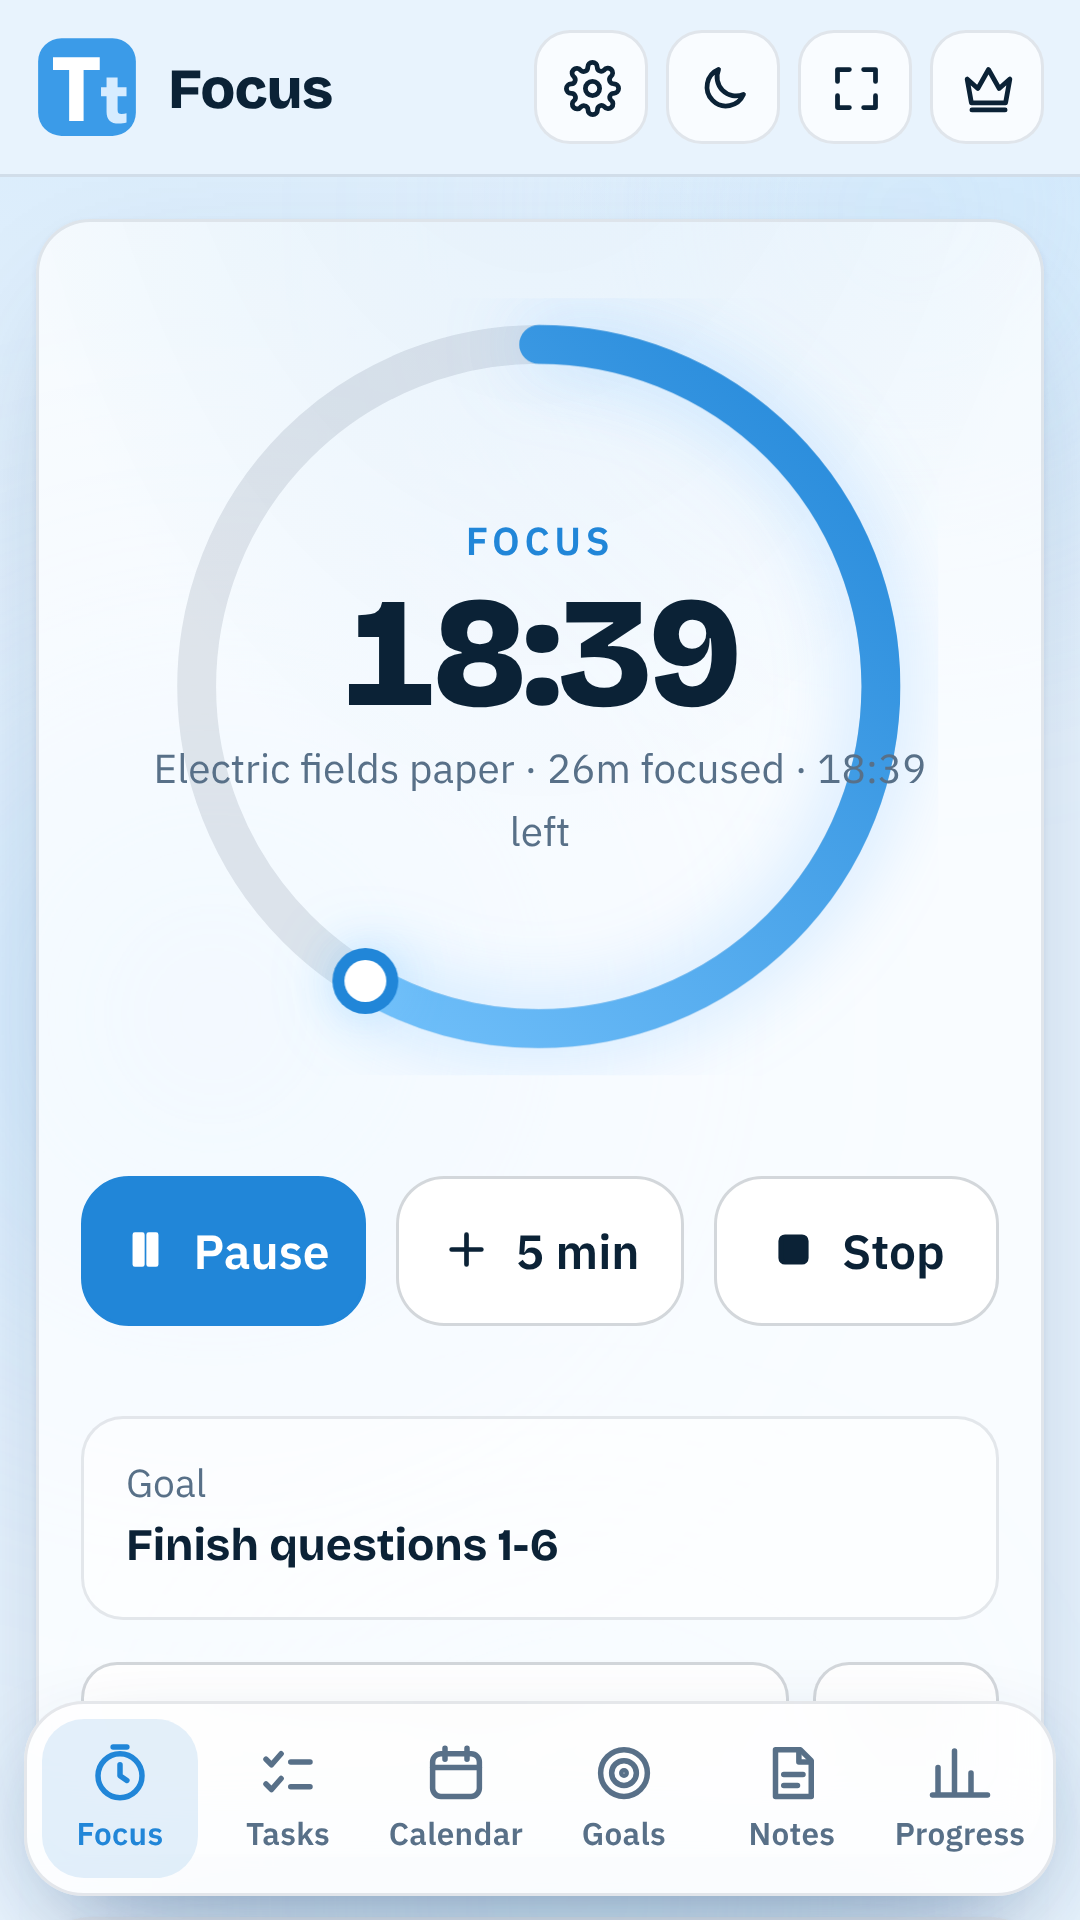 Tt
Focus
FOCUS
18:39
Electric fields paper · 26m focused · 18:39
left
Pause
5 min
Stop
Goal
Finish questions 1-6
Focus
Tasks
Calendar
Goals
Notes
Progress